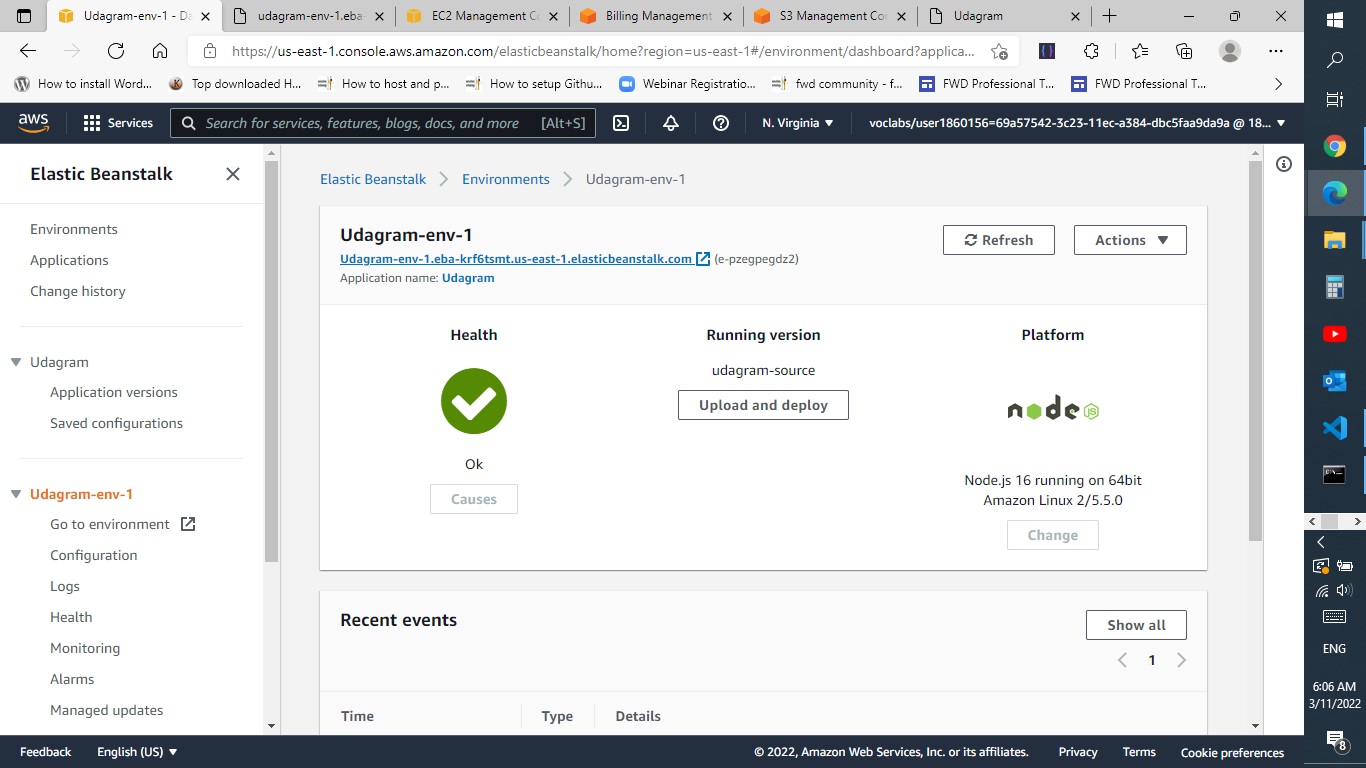 Udagram-env-1 - Da
udagram-env-1.eba-
EC2 Management Co
Billing Management
S3 Management Con
Udagram
https://us-east-1.console.aws.amazon.com/elasticbeanstalk/home?region=us-east-1#/environment/dashboard?applica...
How to install Word...
Top downloaded H...
How to host and p...
How to setup Githu...
Webinar Registratio...
fwd community - f...
FWD Professional T...
FWD Professional T...
aws
Services
Search for services, features, blogs, docs, and more
[Alt+S]
N. Virginia
voclabs/user1860156=69a57542-3c23-11ec-a384-dbc5faa9da9a @ 18...
Elastic Beanstalk
Environments
Applications
Change history
Udagram
Application versions
Saved configurations
Udagram-env-1
Go to environment
Configuration
Logs
Health
Monitoring
Alarms
Managed updates
Elastic Beanstalk
Environments
Udagram-env-1
Udagram-env-1
Refresh
Actions
Udagram-env-1.eba-krf6tsmt.us-east-1.elasticbeanstalk.com (e-pzegpegdz2)
Application name: Udagram
Health
Ok
Causes
Running version
udagram-source
Upload and deploy
Platform
node
JS
Node.js 16 running on 64bit
Amazon Linux 2/5.5.0
Change
Recent events
Show all
1
Time
Type
Details
Feedback
English (US)
© 2022, Amazon Web Services, Inc. or its affiliates.
Privacy
Terms
Cookie preferences
ENG
6:06 AM
3/11/2022
8